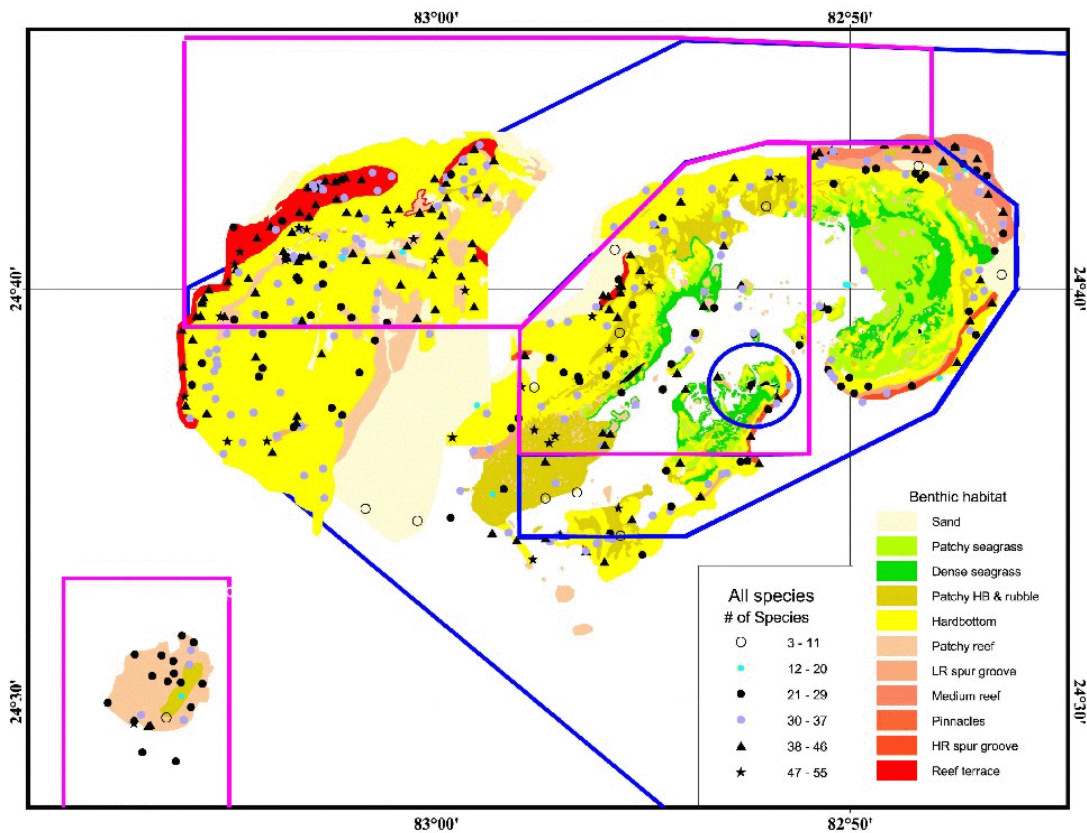 83°00' 82°50'
24°40' 24°40'
24°30' 24°30'
83°00' 82°50'
All species
# of Species
3 - 11
12 - 20
21 - 29
30 - 37
38 - 46
47 - 55
Benthic habitat
Sand
Patchy seagrass
Dense seagrass
Patchy HB & rubble
Hardbottom
Patchy reef
LR spur groove
Medium reef
Pinnacles
HR spur groove
Reef terrace